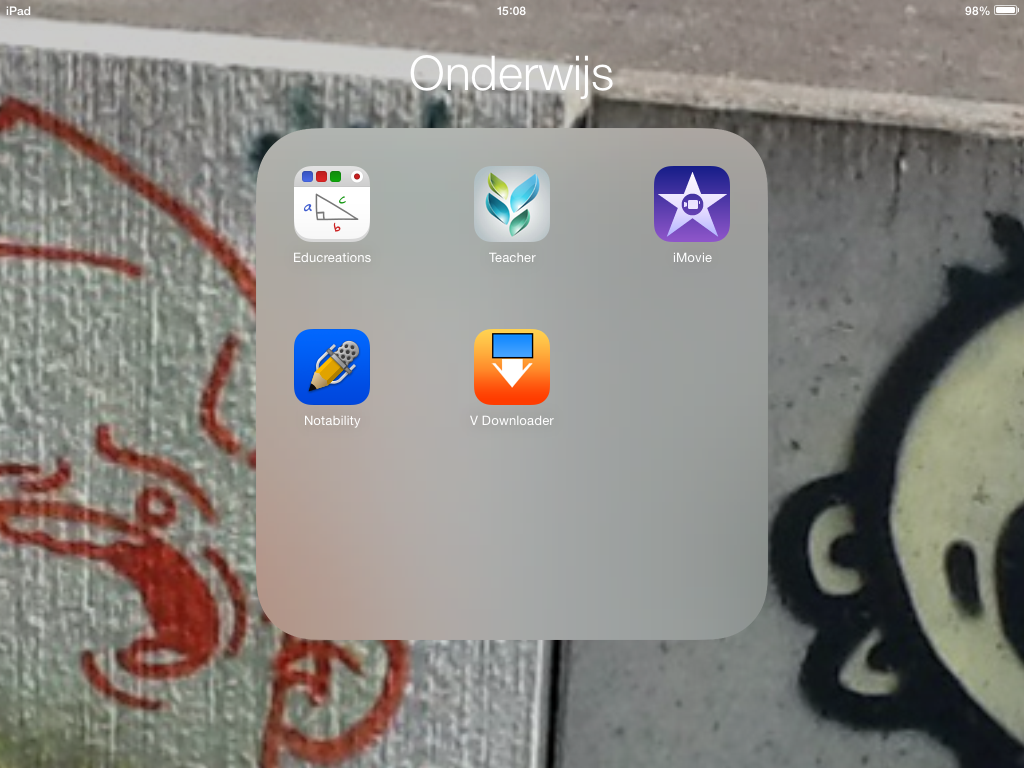 iPad 15:08 98%
Onderwijs
a c
b
Educreations Teacher iMovie
Notability V Downloader